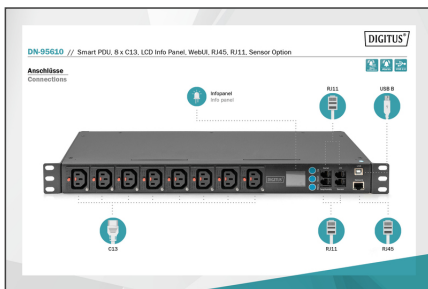 DIGITUS®
DN-95610 // Smart PDU, 8 x C13, LCD Info Panel, WebUI, RJ45, RJ11, Sensor Option
Anschlüsse
Connections
Infopanel
Info panel
RJ11
USB B
DIGITUS
C13
RJ11
RJ45